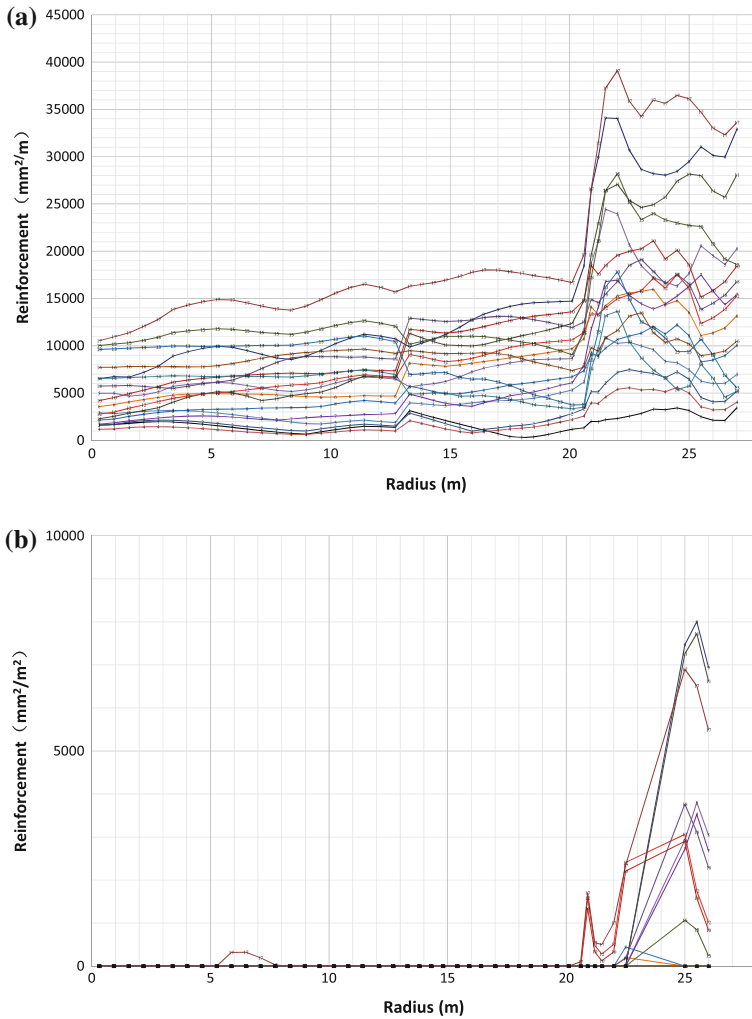 (a)
45000
40000
35000
30000
25000
20000
15000
10000
5000
0
Reinforcement（mm²/m）
0 5 10 15 20 25
Radius (m)
(b)
10000
5000
0
Reinforcement（mm²/m²）
0 5 10 15 20 25
Radius (m)